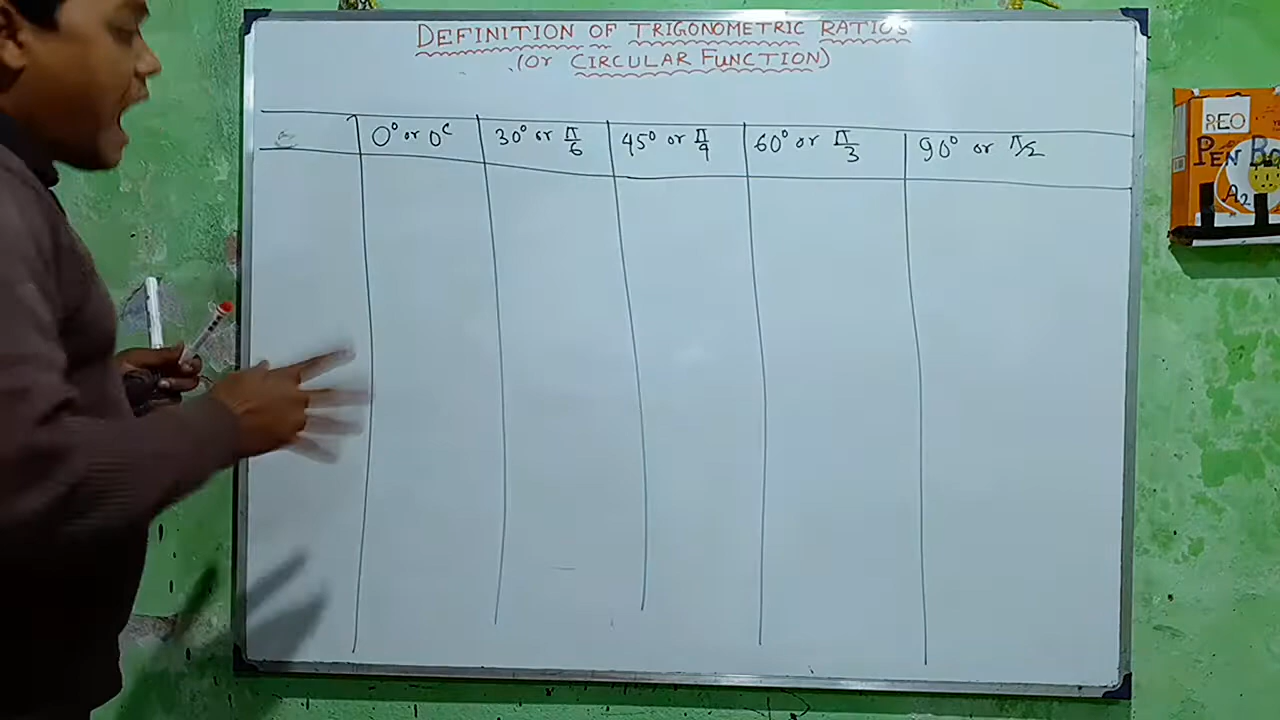 DEFINITION OF TRIGONOMETRIC RATIOS
(Or CIRCULAR FUNCTION)
0° or 0ᶜ 30° or π/6 45° or π/4 60° or π/3 90° or π/2
REO
PEN
A2